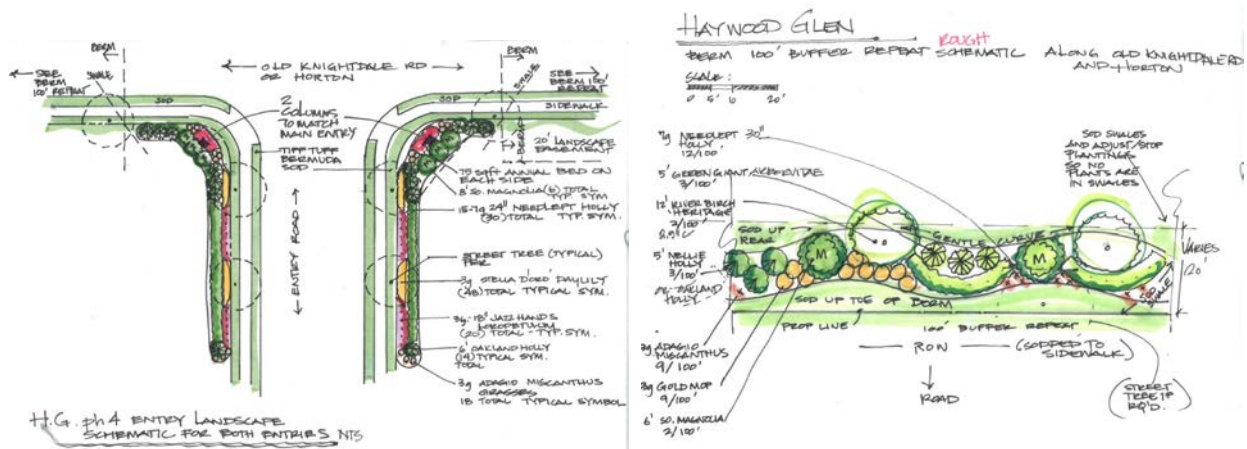 BERM
SWALE
SEE
BERM 100'
REPEAT
OLD KNIGHTDALE RD
OR HORTON
BERM
SWALE
SEE
BERM 100'
REPEAT
SOD
SOD
SIDEWALK
2
COLUMNS
TO MATCH
MAIN ENTRY
TIFF TUFF
BERMUDA
SOD
BERM
20' LANDSCAPE
EASEMENT
75 SQFT ANNUAL BED ON
EACH SIDE
8' SO. MAGNOLIA (6) TOTAL
TYP. SYM.
24" NEEDLEPT HOLLY
(30) TOTAL TYP. SYM.
ENTRY ROAD
STREET TREE (TYPICAL)
PER
3g STELLA D'ORO DAYLILY
(48) TOTAL TYPICAL SYM.
3g - 18" JAZZ HANDS
LOROPETULUM
(20) TOTAL - TYP. SYM.
6' OAKLAND HOLLY
(14) TYPICAL SYM.
TOTAL
3g ADAGIO MISCANTHUS
GRASSES
18 TOTAL TYPICAL SYMBOL
H.G. ph 4 ENTRY LANDSCAPE
SCHEMATIC FOR BOTH ENTRIES NTS
HAYWOOD GLEN
BERM 100' BUFFER REPEAT ROUGH SCHEMATIC ALONG OLD KNIGHTDALE RD
AND HORTON
SCALE:
0 5' 10 20'
7g NEEDLEPT 30"
HOLLY
12/100'
5' GREEN GIANT ARBORVITAE
3/100'
12' RIVER BIRCH
'HERITAGE'
2/100'
SOD UP
REAR
GENTLE CURVE
5' NELLIE
HOLLY
3/100'
OR OAKLAND
HOLLY
M
M
SOD SWALES
AND ADJUST/STOP
PLANTINGS
SO NO
PLANTS ARE
IN SWALES
VARIES
120'
SOD
SWALE
SOD UP TOE OF BERM
PROP LINE
100' BUFFER REPEAT
3g ADAGIO
MISCANTHUS
9/100'
3g GOLD MOP
9/100'
6' SO. MAGNOLIA
2/100'
ROW
(SODDED TO
SIDEWALK)
ROAD
(STREET
TREE IF
RQ'D.)